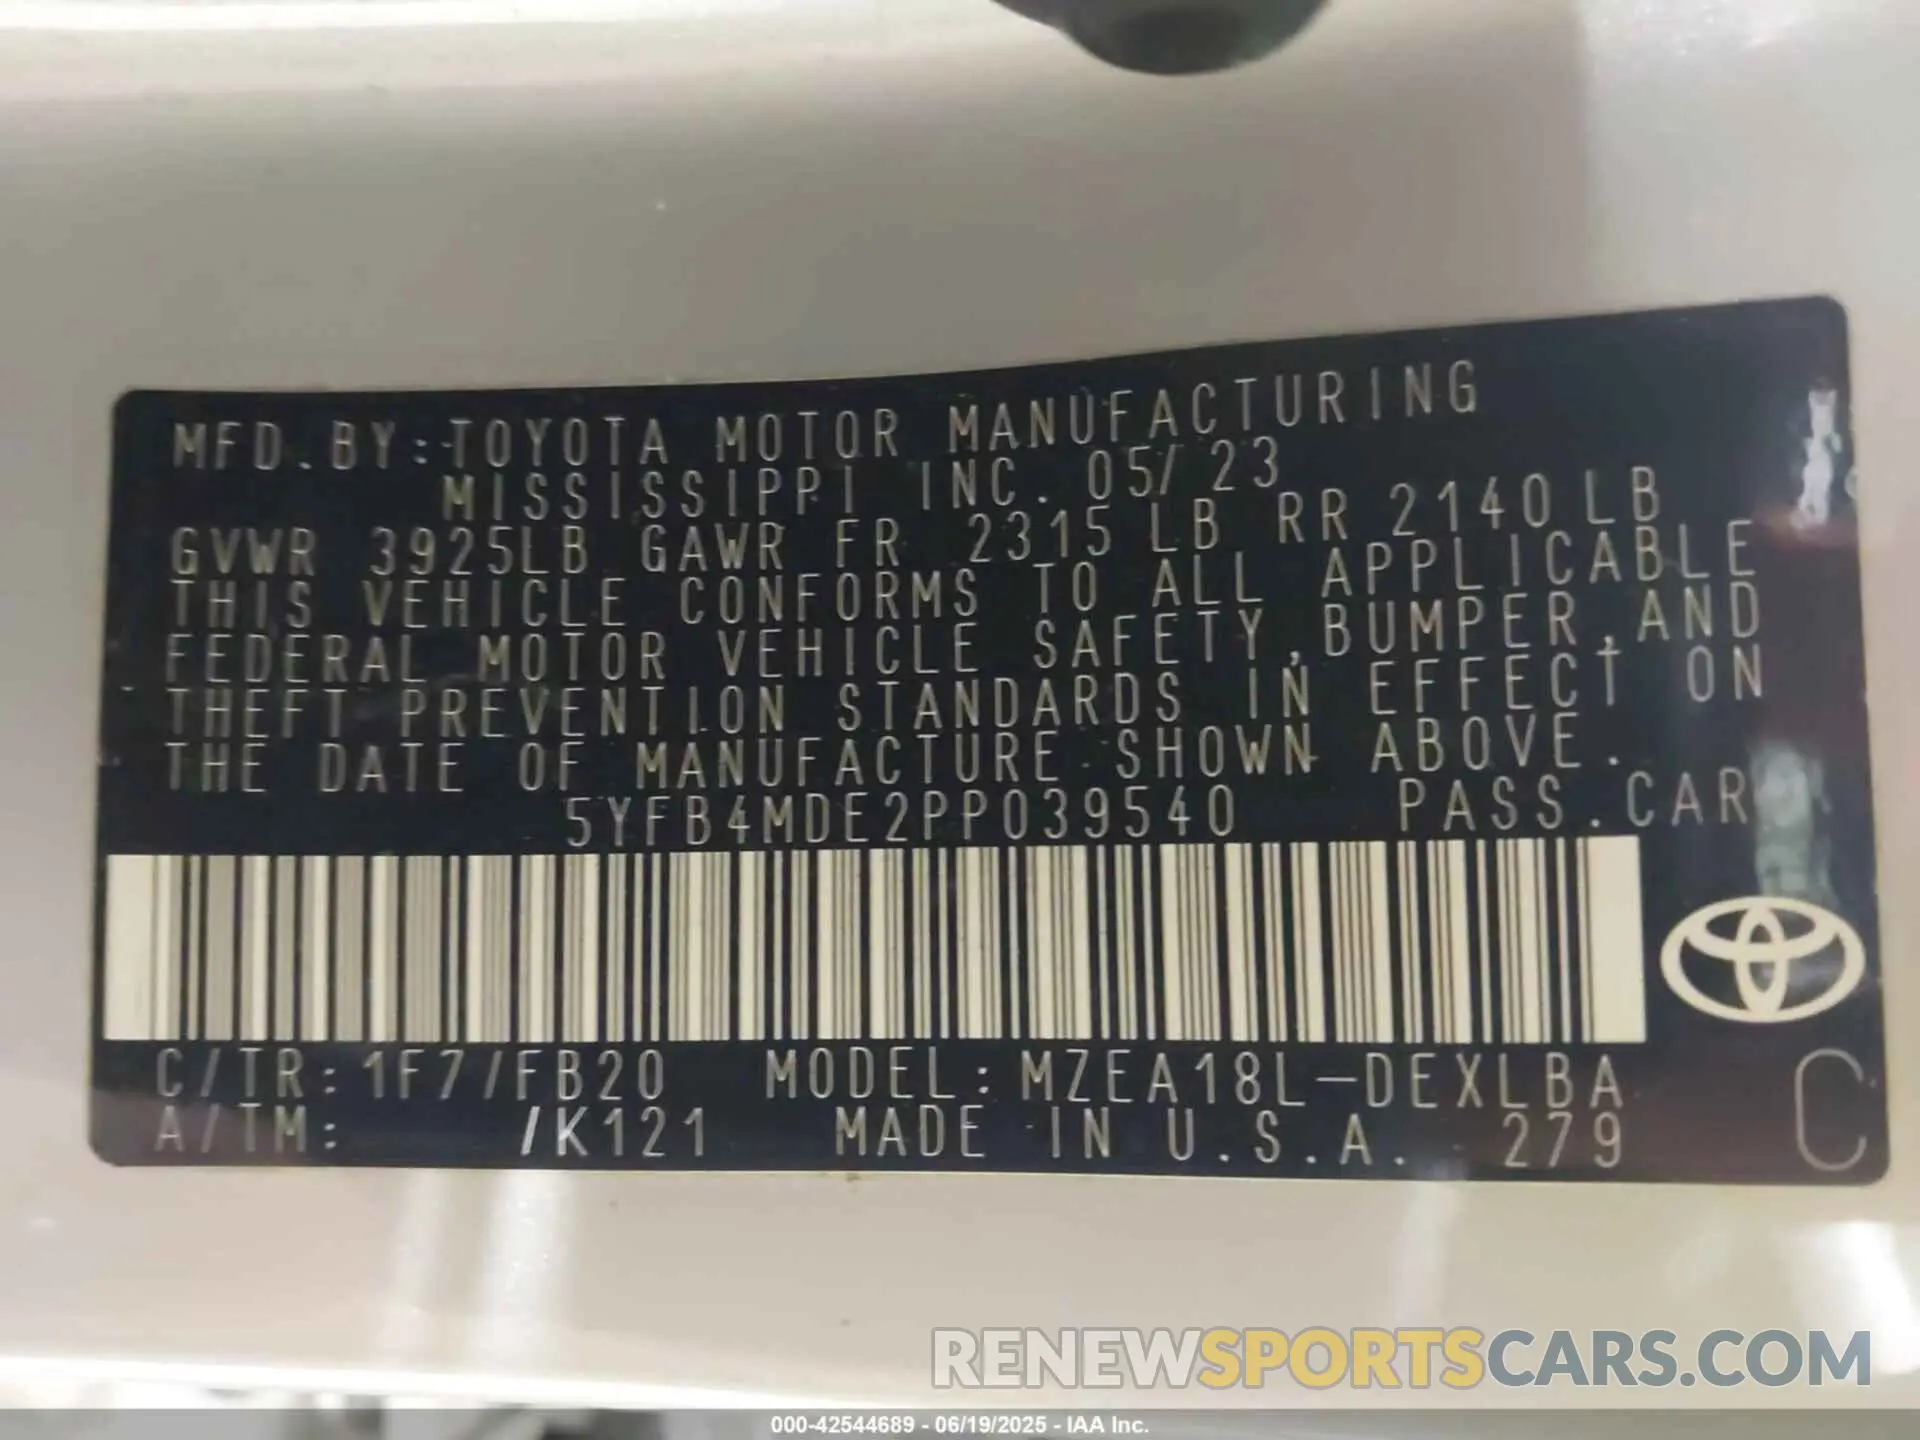 MFD.BY:TOYOTA MOTOR MANUFACTURING
MISSISSIPPI INC. 05/23
GVWR 3925LB GAWR FR 2315 LB RR 2140LB
THIS VEHICLE CONFORMS TO ALL APPLICABLE
FEDERAL MOTOR VEHICLE SAFETY,BUMPER,AND
THEFT PREVENTION STANDARDS IN EFFECT ON
THE DATE OF MANUFACTURE SHOWN ABOVE.
5YFB4MDE2PP039540 PASS.CAR
C/TR:1F7/FB20 MODEL:MZEA18L-DEXLBA
A/TM: /K121 MADE IN U.S.A. 279
C
RENEWSPORTSCARS.COM
000-42544689 - 06/19/2025 - IAA Inc.